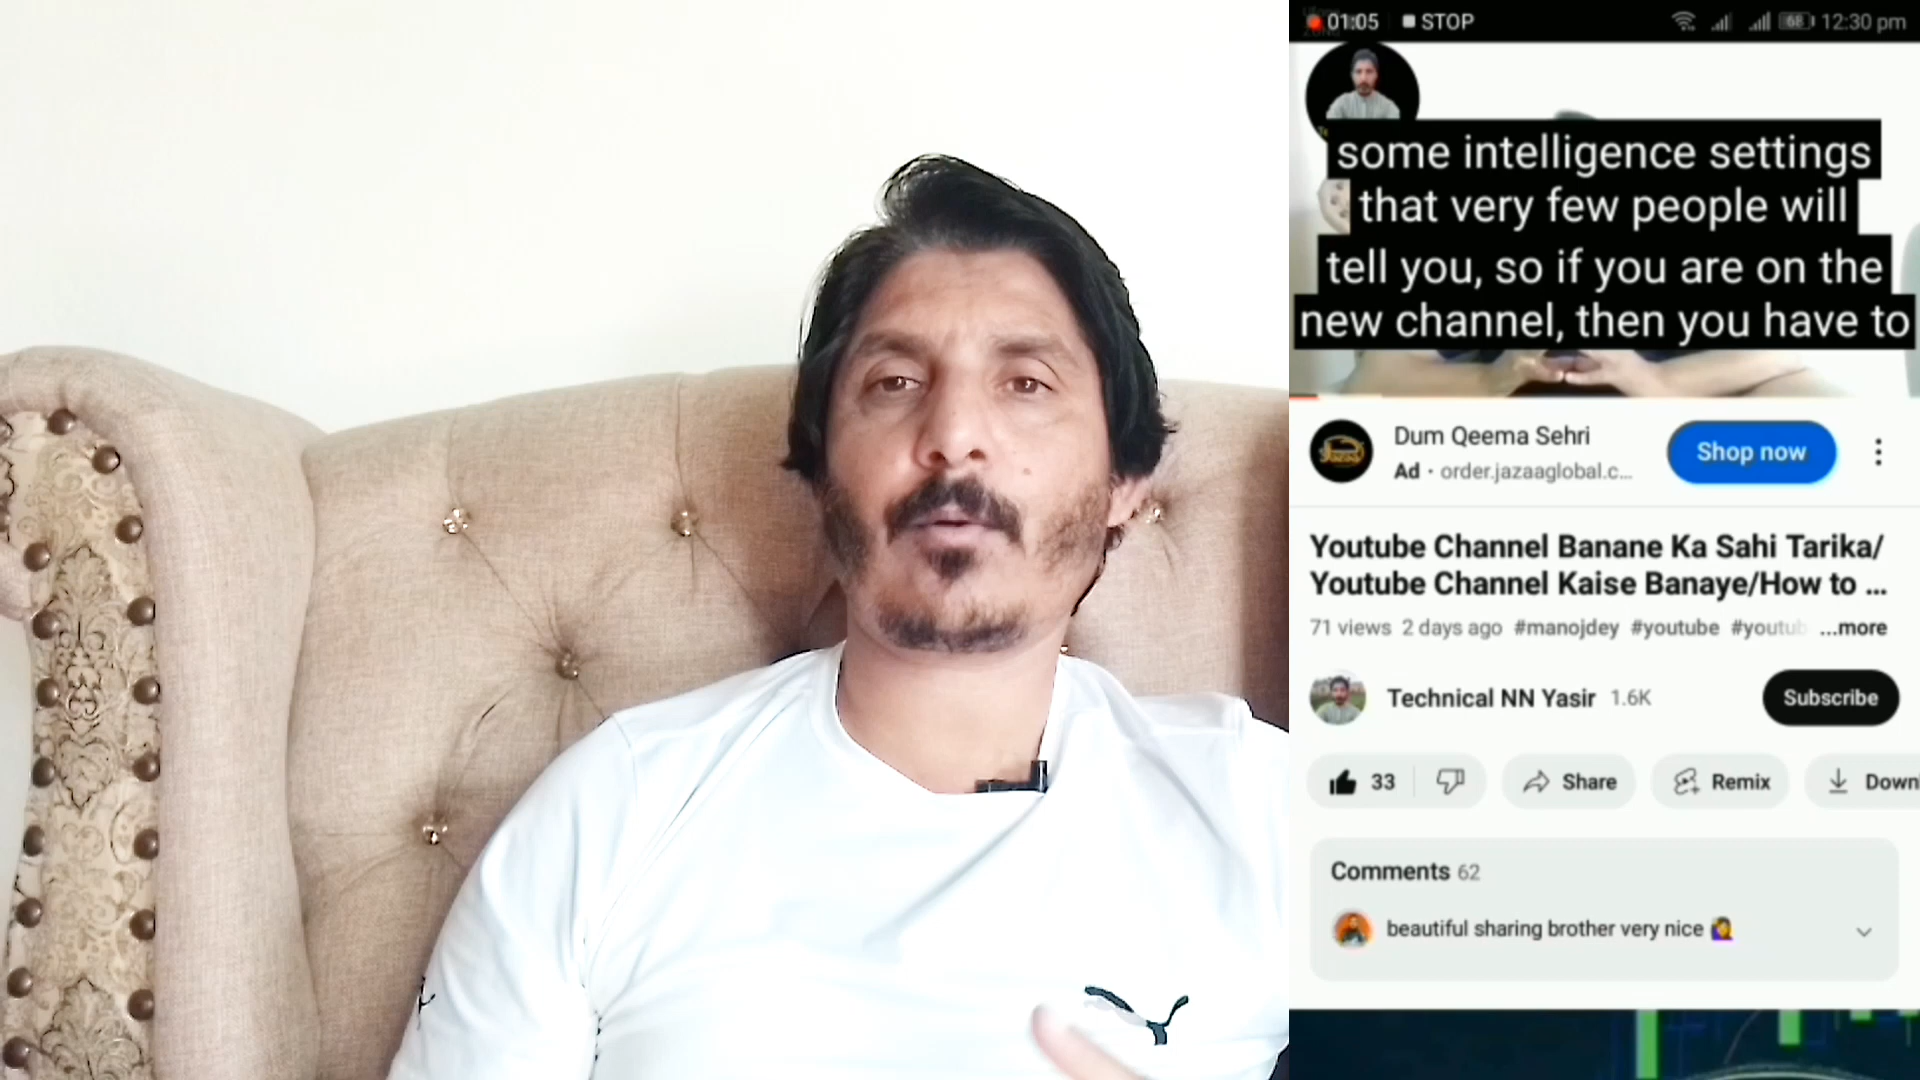 01:05 STOP 68 12:30 pm
some intelligence settings
that very few people will
tell you, so if you are on the
new channel, then you have to
Dum Qeema Sehri
Ad · order.jazaaglobal.c...
Shop now
Youtube Channel Banane Ka Sahi Tarika/
Youtube Channel Kaise Banaye/How to ...
71 views 2 days ago #manojdey #youtube #youtub ...more
Technical NN Yasir 1.6K
Subscribe
33 Share Remix Down
Comments 62
beautiful sharing brother very nice